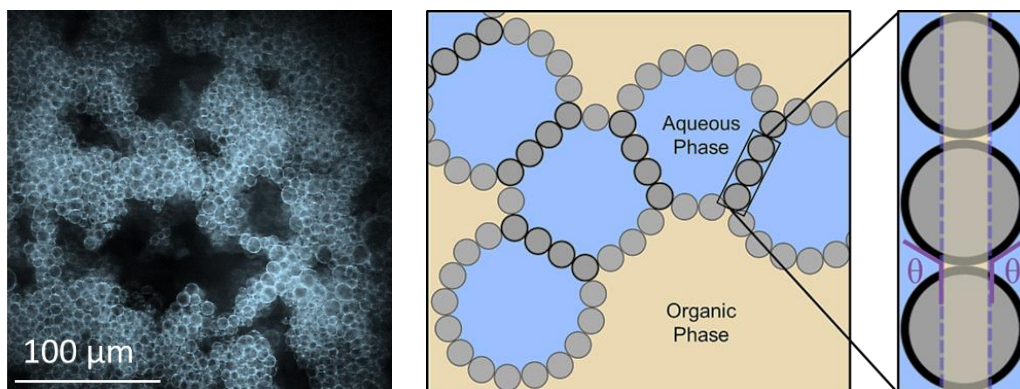 100 μm
Aqueous
Phase
Organic
Phase
θ θ